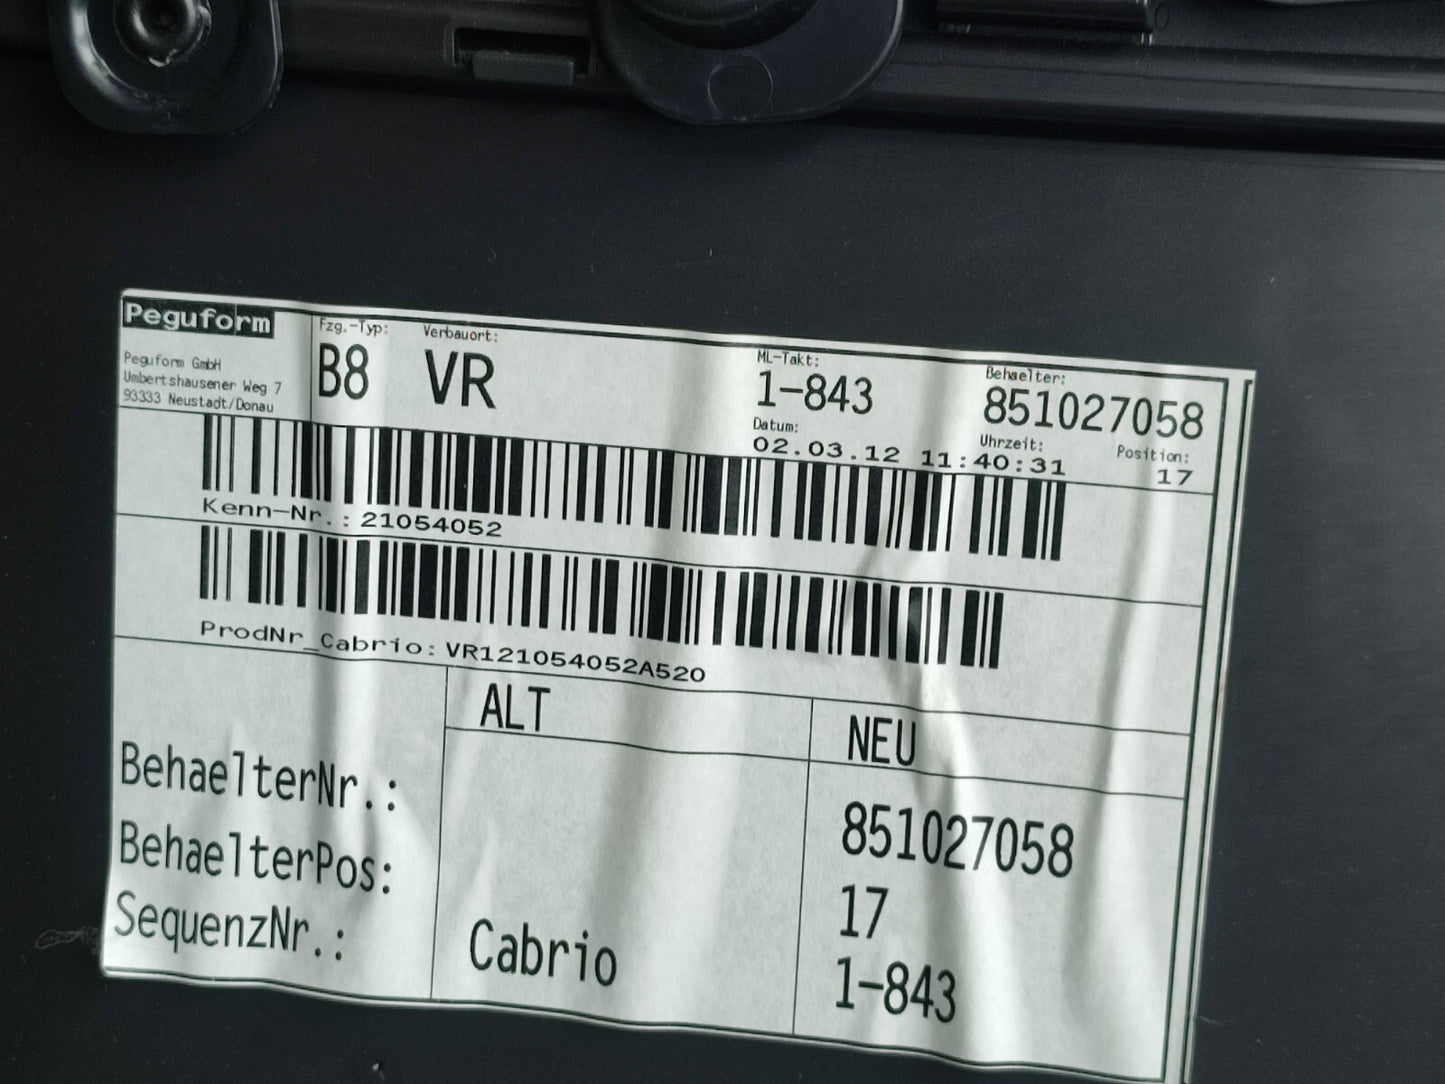 Peguform
Peguform GmbH
Umbertshausener Weg 7
93333 Neustadt/Donau
Fzg.-Typ: Verbauort:
B8 VR
ML-Takt: Behaelter:
1-843 851027058
Datum: Uhrzeit: Position:
02.03.12 11:40:31 17
Kenn-Nr.: 21054052
ProdNr_Cabrio: VR121054052A520
ALT NEU
BehaelterNr.: 851027058
BehaelterPos: 17
SequenzNr.: Cabrio 1-843